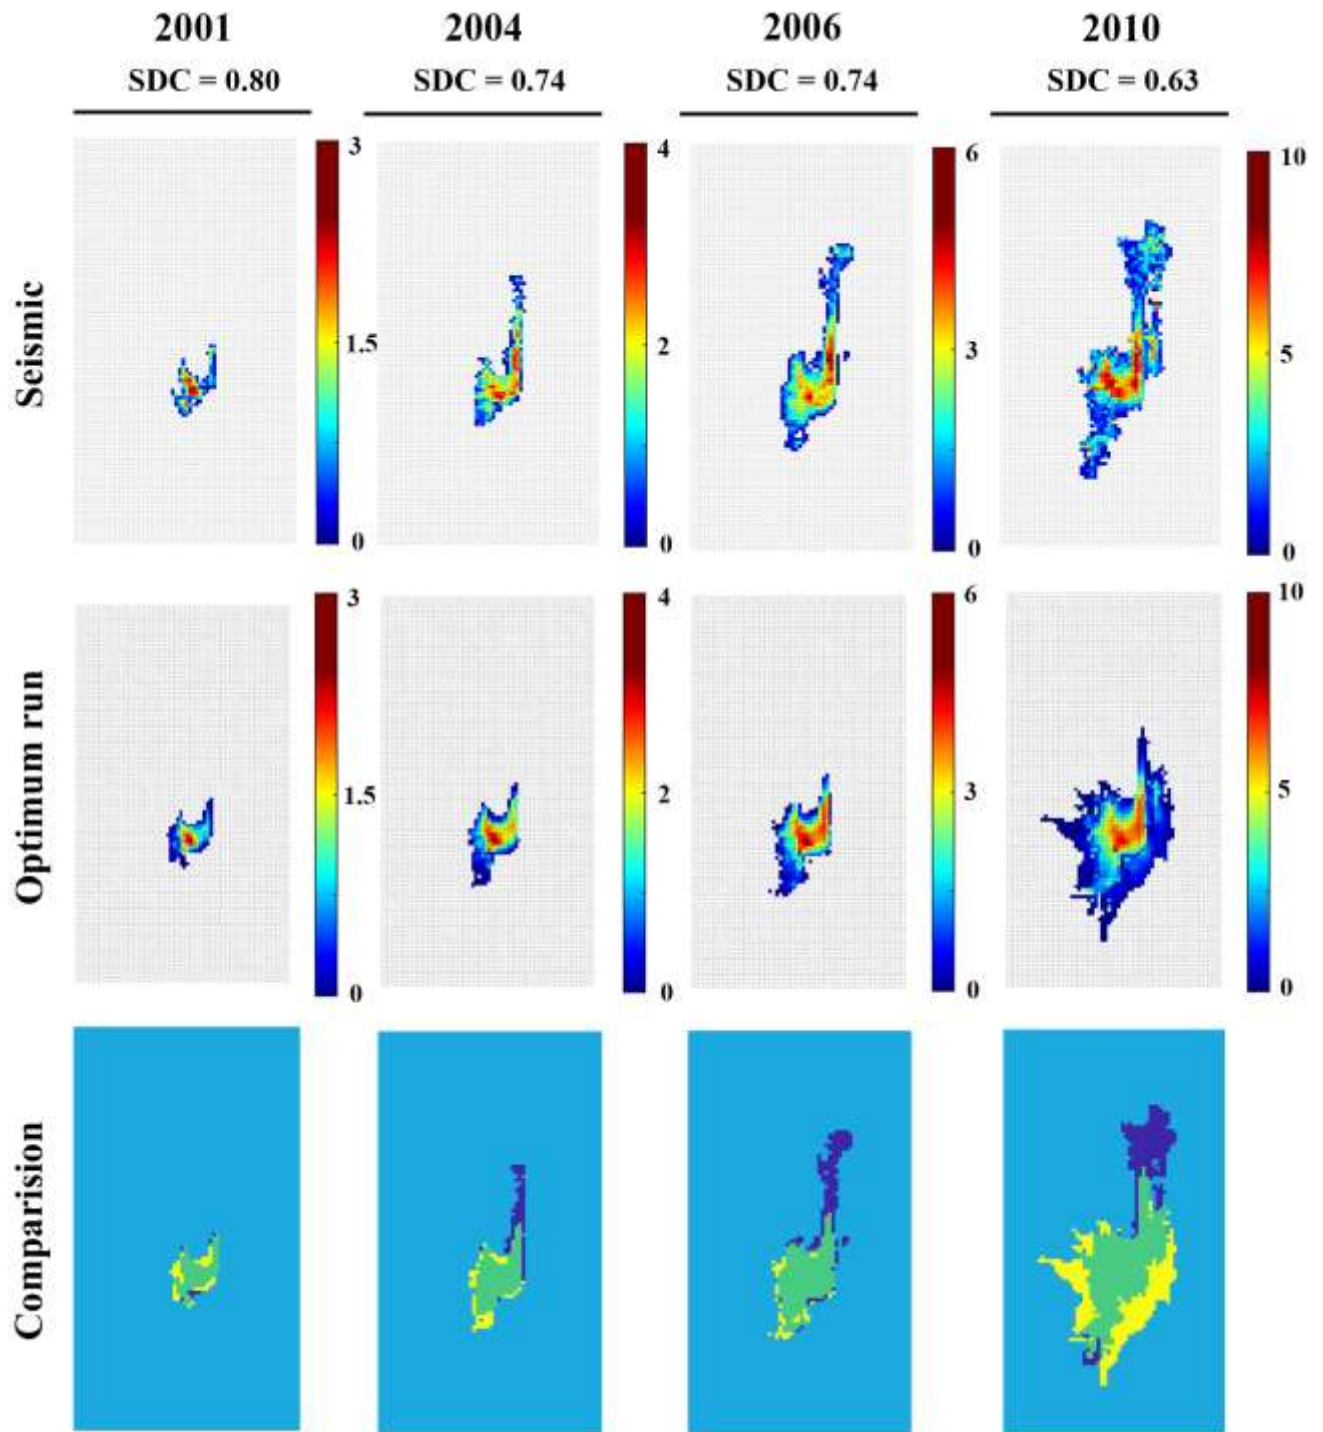 2001 2004 2006 2010
SDC = 0.80 SDC = 0.74 SDC = 0.74 SDC = 0.63
Seismic
3 4 6 10
1.5 2 3 5
0 0 0 0
Optimum run
3 4 6 10
1.5 2 3 5
0 0 0 0
Comparision